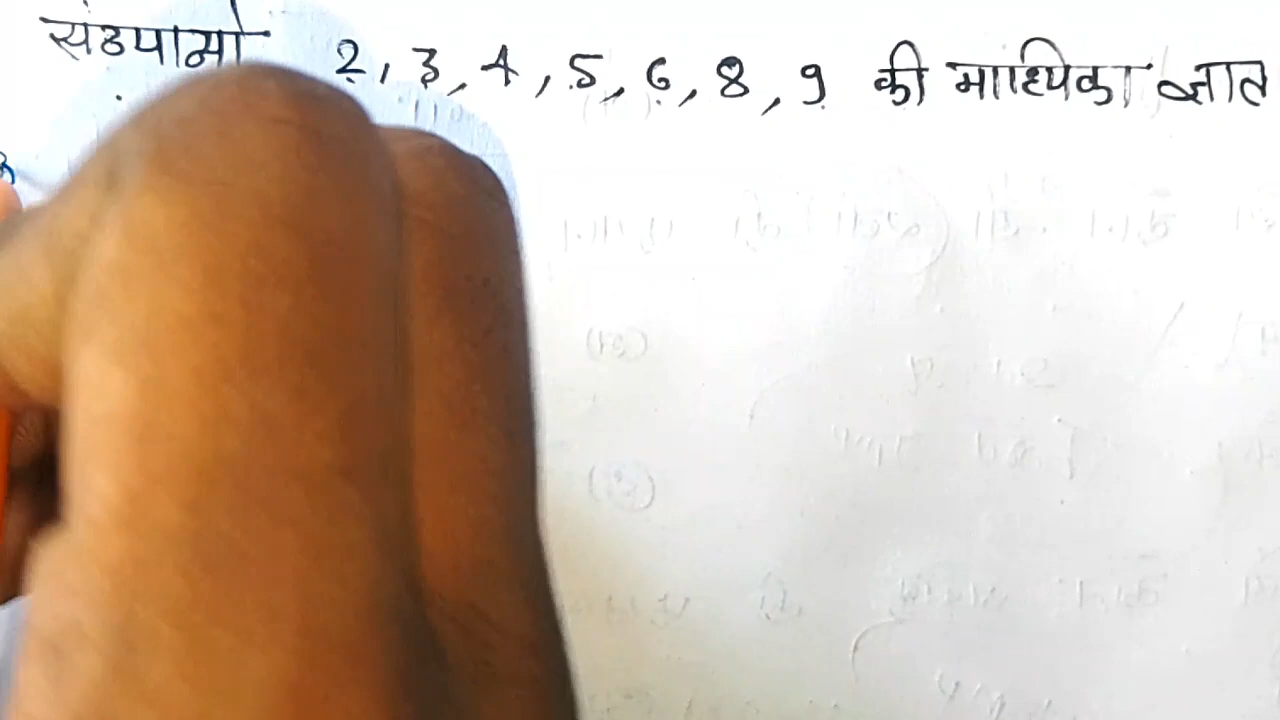 संख्याओं 2, 3, 4, 5, 6, 8, 9 की माध्यिका ज्ञात